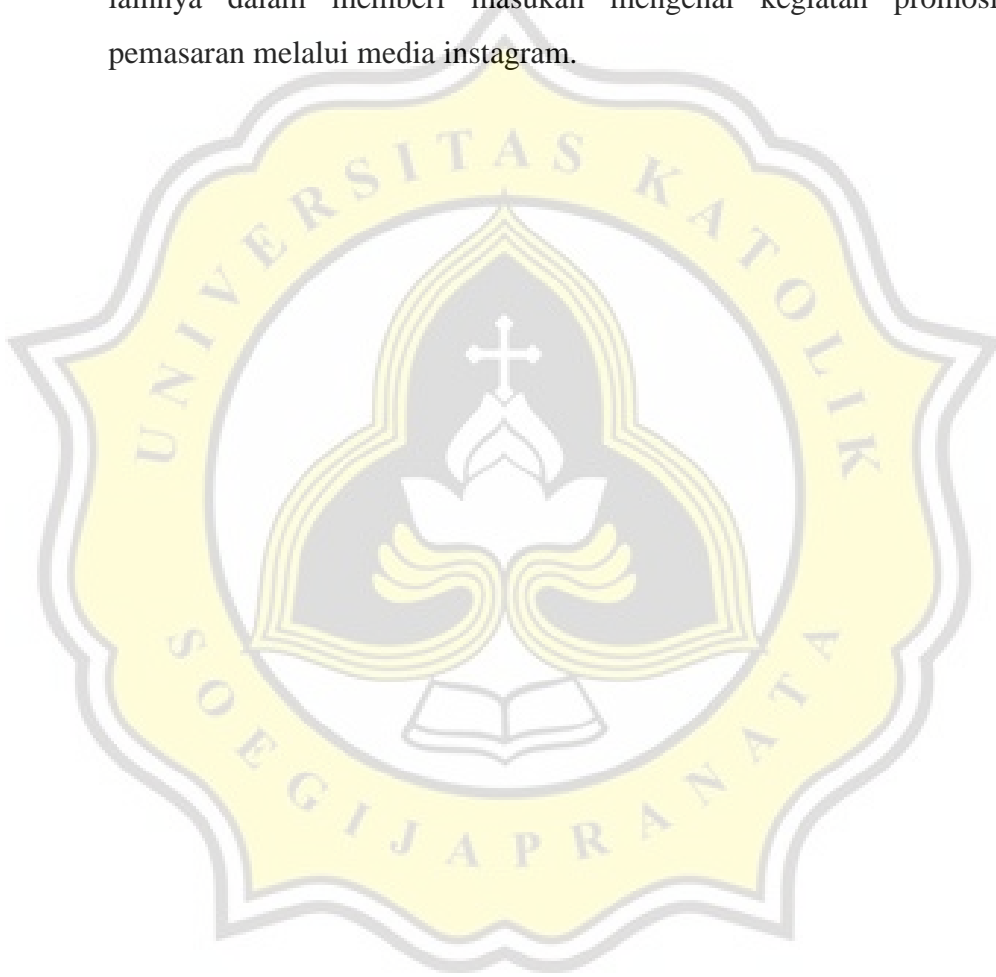 lainnya dalam memberi masukan mengenai kegiatan promosi
pemasaran melalui media instagram.
UNIVERSITAS KATOLIK
SOEGIJAPRANATA